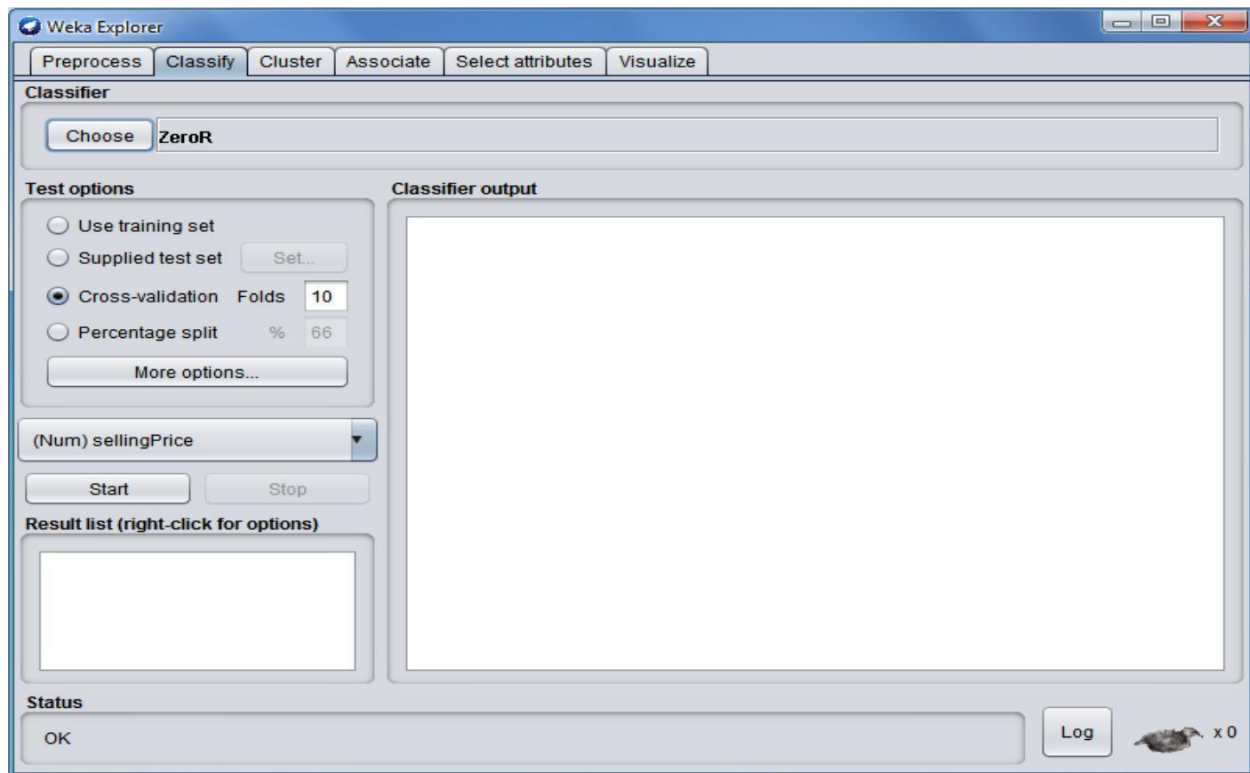 Weka Explorer
Preprocess Classify Cluster Associate Select attributes Visualize
Classifier
Choose ZeroR
Test options
Use training set
Supplied test set Set...
Cross-validation Folds 10
Percentage split % 66
More options...
(Num) sellingPrice
Start Stop
Result list (right-click for options)
Classifier output
Status
OK
Log x 0